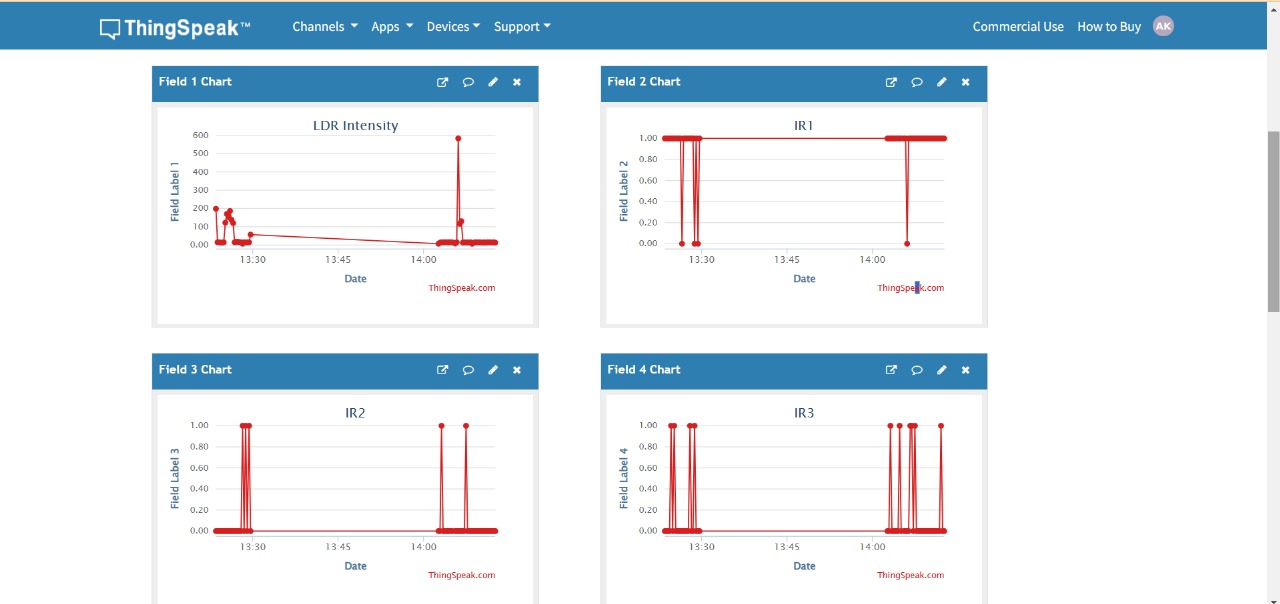 ThingSpeak™ Channels Apps Devices Support Commercial Use How to Buy AK
Field 1 Chart
LDR Intensity
Field Label 1
600
500
400
300
200
100
0.00
13:30 13:45 14:00
Date
ThingSpeak.com
Field 2 Chart
IR1
Field Label 2
1.00
0.80
0.60
0.40
0.20
0.00
13:30 13:45 14:00
Date
ThingSpeak.com
Field 3 Chart
IR2
Field Label 3
1.00
0.80
0.60
0.40
0.20
0.00
13:30 13:45 14:00
Date
ThingSpeak.com
Field 4 Chart
IR3
Field Label 4
1.00
0.80
0.60
0.40
0.20
0.00
13:30 13:45 14:00
Date
ThingSpeak.com